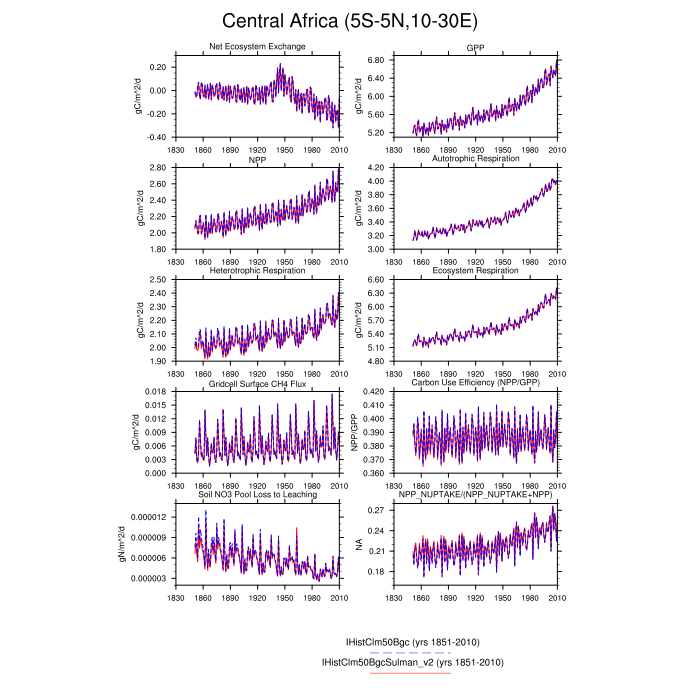 Central Africa (5S-5N,10-30E)
Net Ecosystem Exchange
gC/m^2/d
0.20
0.00
-0.20
-0.40
1830 1860 1890 1920 1950 1980 2010
GPP
gC/m^2/d
6.80
6.40
6.00
5.60
5.20
1830 1860 1890 1920 1950 1980 2010
NPP
gC/m^2/d
2.80
2.60
2.40
2.20
2.00
1.80
1830 1860 1890 1920 1950 1980 2010
Autotrophic Respiration
gC/m^2/d
4.20
4.00
3.80
3.60
3.40
3.20
3.00
1830 1860 1890 1920 1950 1980 2010
Heterotrophic Respiration
gC/m^2/d
2.50
2.40
2.30
2.20
2.10
2.00
1.90
1830 1860 1890 1920 1950 1980 2010
Ecosystem Respiration
gC/m^2/d
6.60
6.30
6.00
5.70
5.40
5.10
4.80
1830 1860 1890 1920 1950 1980 2010
Gridcell Surface CH4 Flux
gC/m^2/d
0.018
0.015
0.012
0.009
0.006
0.003
0.000
1830 1860 1890 1920 1950 1980 2010
Carbon Use Efficiency (NPP/GPP)
NPP/GPP
0.420
0.410
0.400
0.390
0.380
0.370
0.360
1830 1860 1890 1920 1950 1980 2010
Soil NO3 Pool Loss to Leaching
gN/m^2/d
0.000012
0.000009
0.000006
0.000003
1830 1860 1890 1920 1950 1980 2010
NPP_NUPTAKE/(NPP_NUPTAKE+NPP)
NA
0.27
0.24
0.21
0.18
1830 1860 1890 1920 1950 1980 2010
IHistClm50Bgc (yrs 1851-2010)
IHistClm50BgcSulman_v2 (yrs 1851-2010)